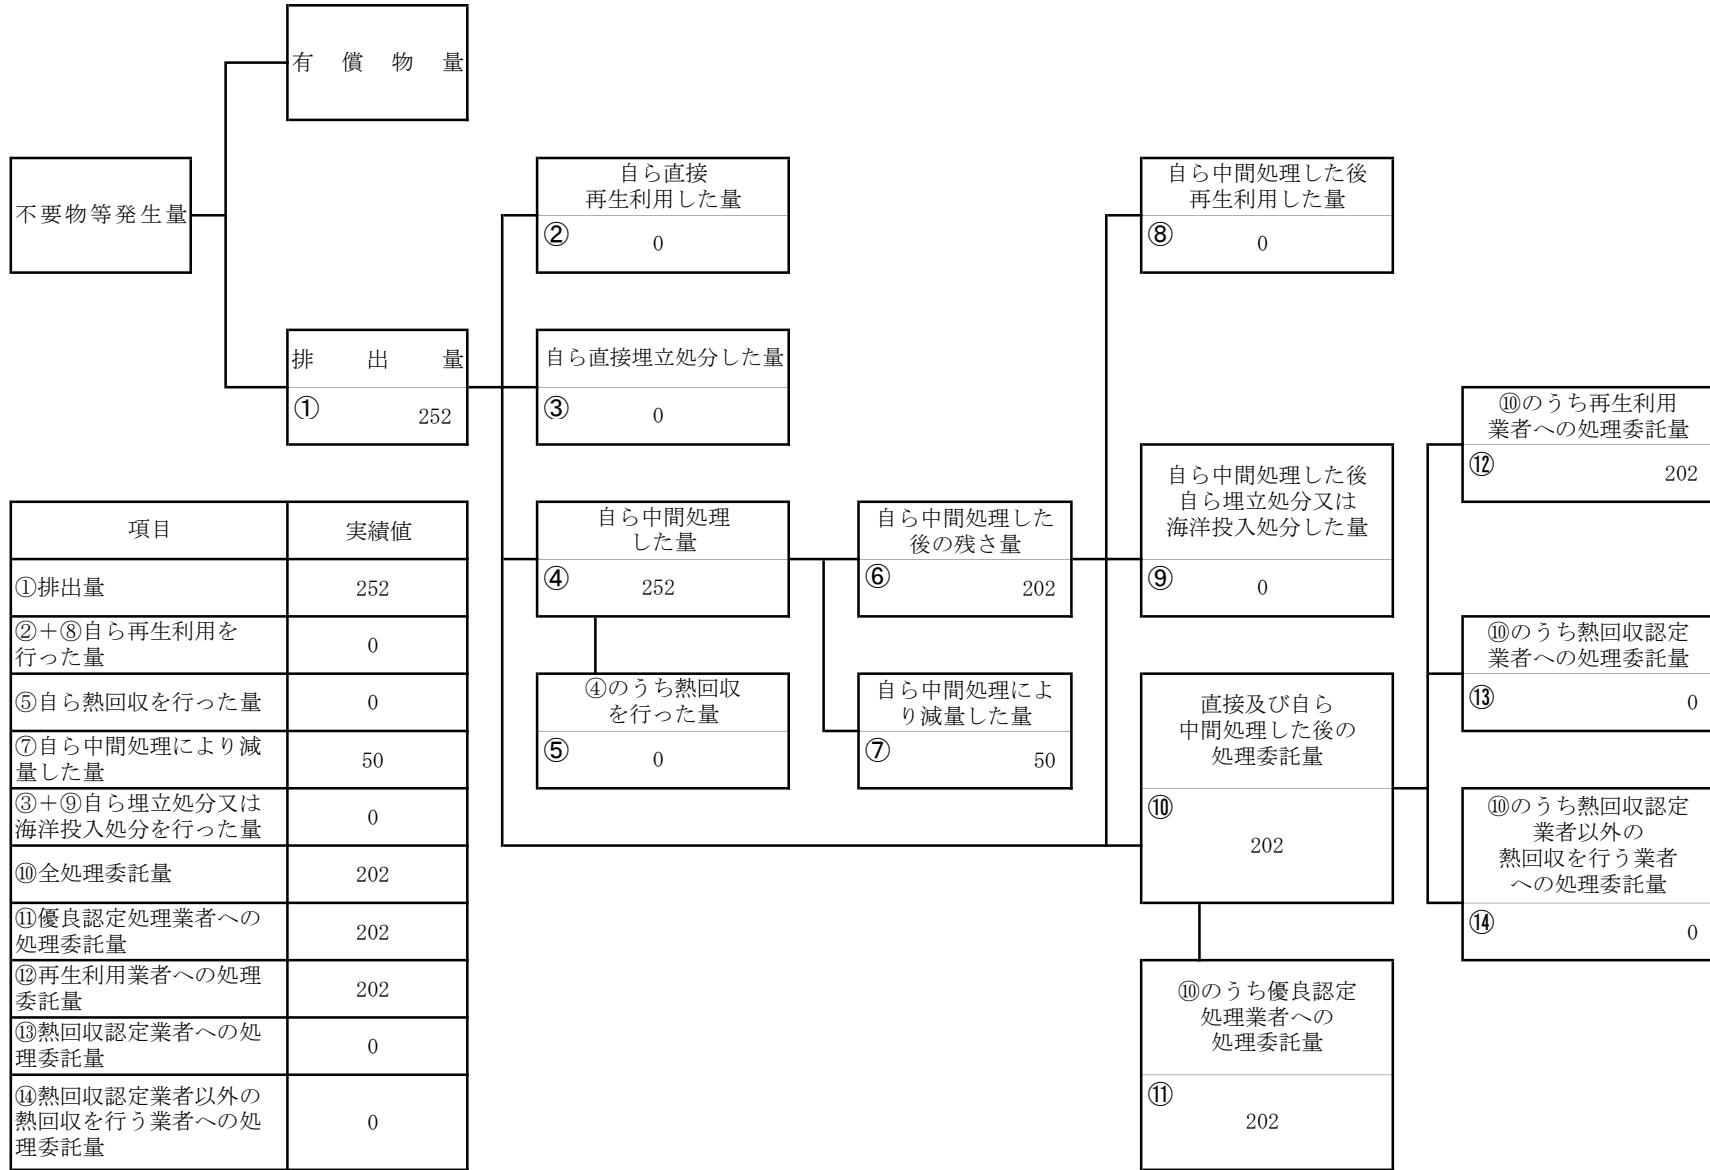 有償物量
不要物等発生量
排出量
①
252
自ら直接
再生利用した量
②
0
自ら直接埋立処分した量
③
0
自ら中間処理
した量
④
252
④のうち熱回収
を行った量
⑤
0
自ら中間処理した
後の残さ量
⑥
202
自ら中間処理によ
り減量した量
⑦
50
自ら中間処理した後
再生利用した量
⑧
0
自ら中間処理した後
自ら埋立処分又は
海洋投入処分した量
⑨
0
直接及び自ら
中間処理した後の
処理委託量
⑩
202
⑩のうち優良認定
処理業者への
処理委託量
⑪
202
⑩のうち再生利用
業者への処理委託量
⑫
202
⑩のうち熱回収認定
業者への処理委託量
⑬
0
⑩のうち熱回収認定
業者以外の
熱回収を行う業者
への処理委託量
⑭
0
項目 実績値
①排出量 252
②＋⑧自ら再生利用を
行った量 0
⑤自ら熱回収を行った量 0
⑦自ら中間処理により減
量した量 50
③＋⑨自ら埋立処分又は
海洋投入処分を行った量 0
⑩全処理委託量 202
⑪優良認定処理業者への
処理委託量 202
⑫再生利用業者への処理
委託量 202
⑬熱回収認定業者への処
理委託量 0
⑭熱回収認定業者以外の
熱回収を行う業者への処
理委託量 0